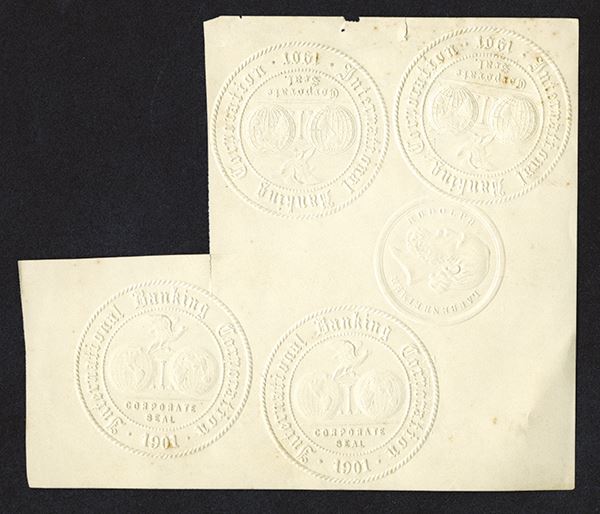 International Banking Corporation · 1901 ·
Corporate
Seal
International Banking Corporation · 1901 ·
Corporate
Seal
RUDOLPH
International Banking Corporation
CORPORATE
SEAL
· 1901 ·
International Banking Corporation
CORPORATE
SEAL
· 1901 ·